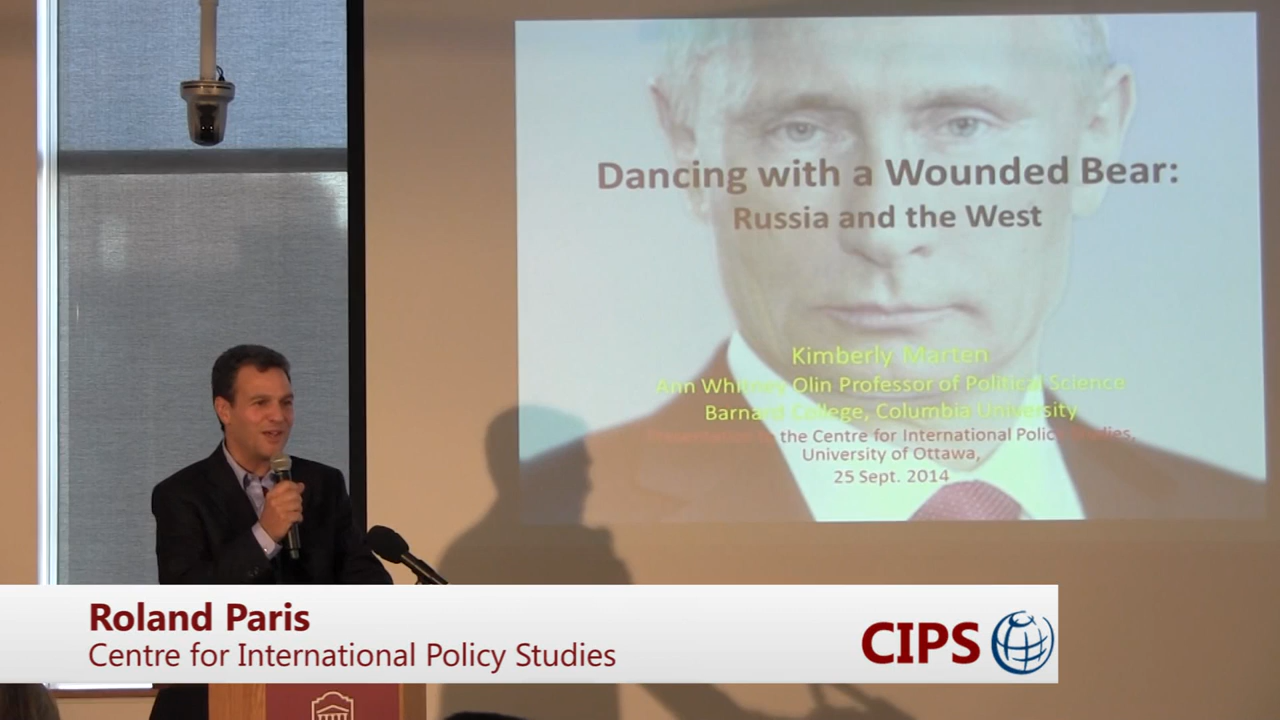 Dancing with a Wounded Bear:
Russia and the West
Kimberly Marten
Ann Whitney Olin Professor of Political Science
Barnard College, Columbia University
Presentation to the Centre for International Policy Studies,
University of Ottawa,
25 Sept. 2014
Roland Paris
Centre for International Policy Studies
CIPS